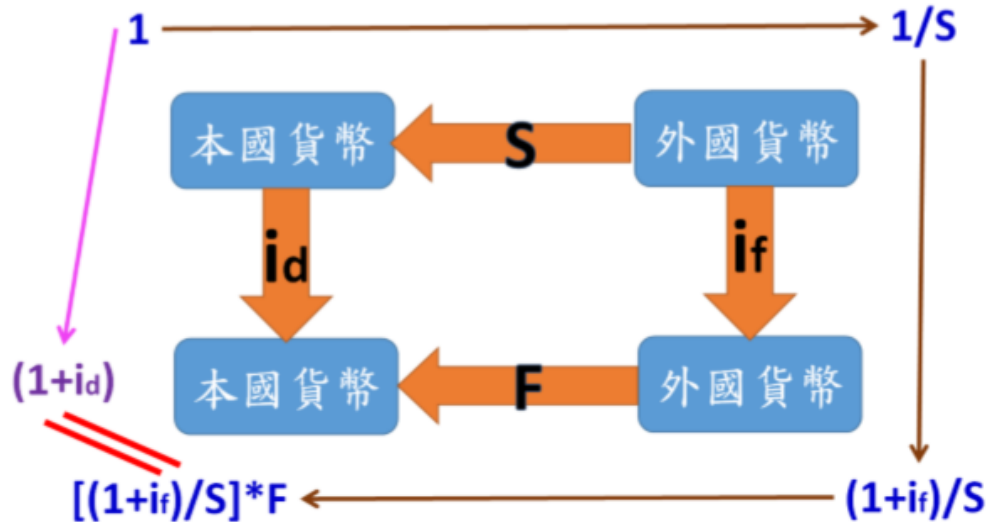 1 1/S
本國貨幣 S 外國貨幣
id if
(1+id) 本國貨幣 F 外國貨幣
[(1+if)/S]*F (1+if)/S